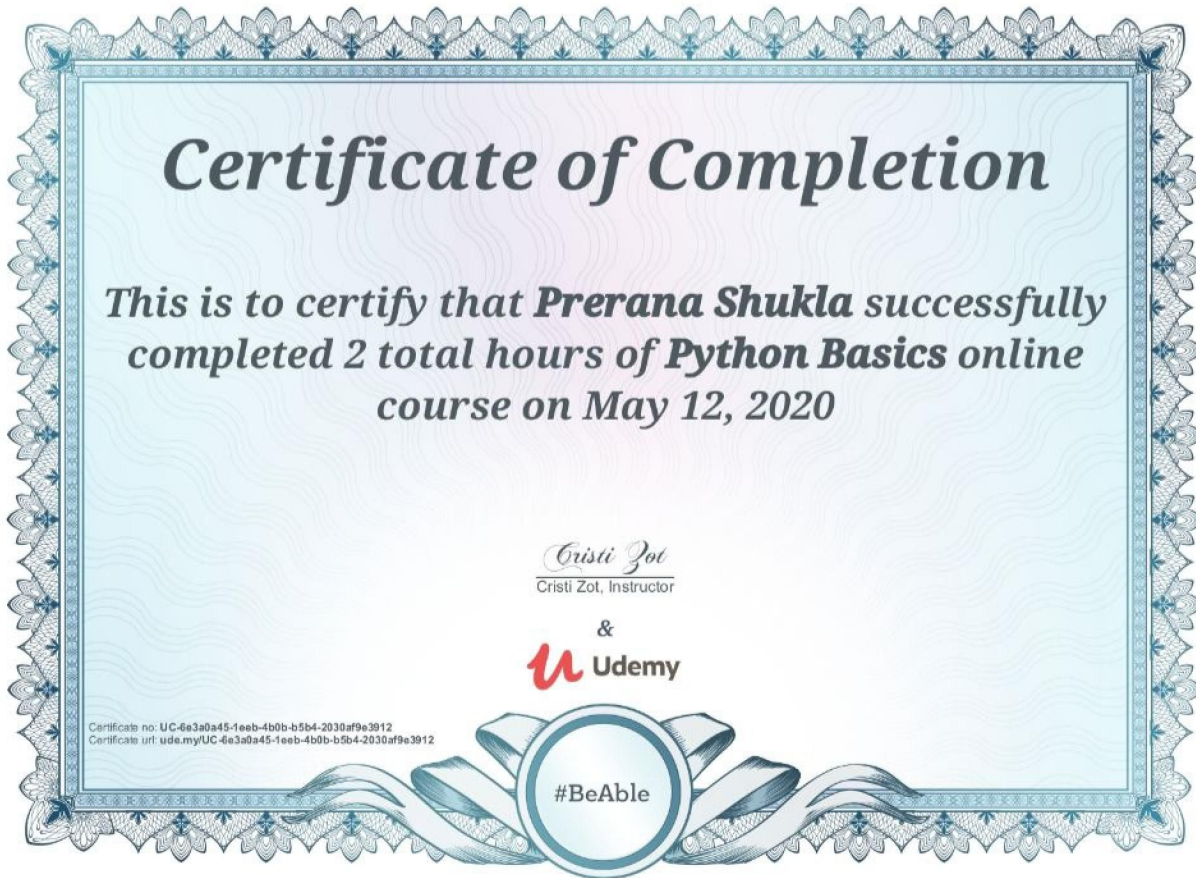 Certificate of Completion
This is to certify that Prerana Shukla successfully
completed 2 total hours of Python Basics online
course on May 12, 2020
Cristi Zot
Cristi Zot, Instructor
&
Udemy
Certificate no: UC-6e3a0a45-1eeb-4b0b-b5b4-2030af9e3912
Certificate url: ude.my/UC-6e3a0a45-1eeb-4b0b-b5b4-2030af9e3912
#BeAble